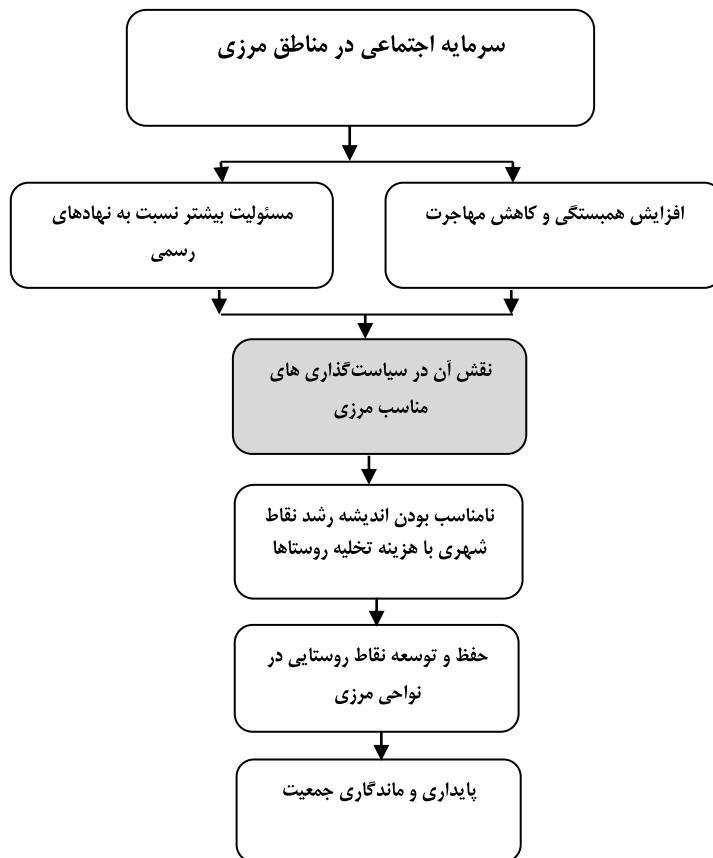 سرمایه اجتماعی در مناطق مرزی
افزایش همبستگی و کاهش مهاجرت
مسئولیت بیشتر نسبت به نهادهای
رسمی
نقش آن در سیاست‌گذاری های
مناسب مرزی
نامناسب بودن اندیشه رشد نقاط
شهری با هزینه تخلیه روستاها
حفظ و توسعه نقاط روستایی در
نواحی مرزی
پایداری و ماندگاری جمعیت